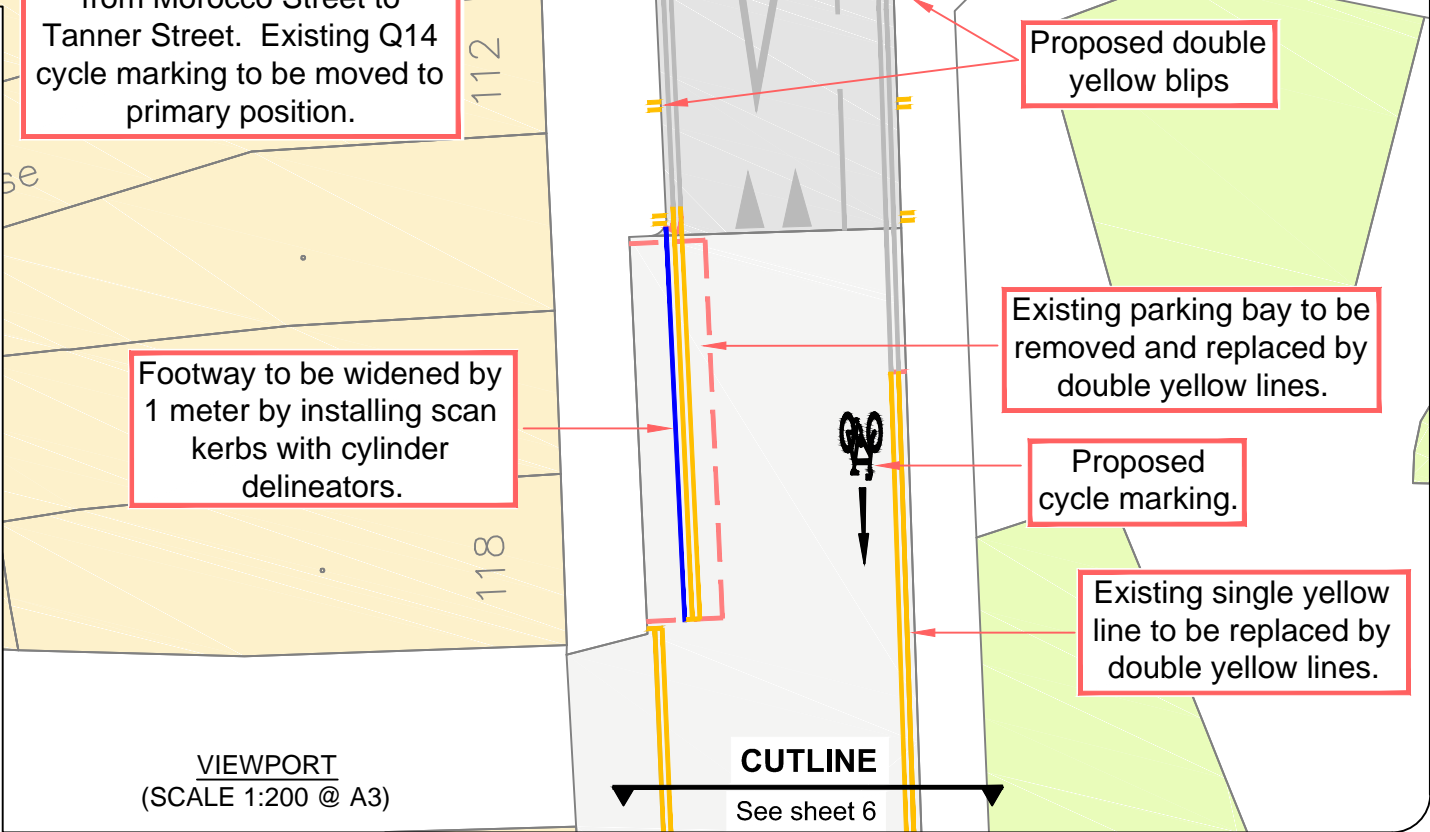 from Morocco Street to
Tanner Street. Existing Q14
cycle marking to be moved to
primary position.
112
Proposed double
yellow blips
se
Existing parking bay to be
removed and replaced by
double yellow lines.
Footway to be widened by
1 meter by installing scan
kerbs with cylinder
delineators.
Proposed
cycle marking.
118
Existing single yellow
line to be replaced by
double yellow lines.
VIEWPORT
(SCALE 1:200 @ A3)
CUTLINE
See sheet 6